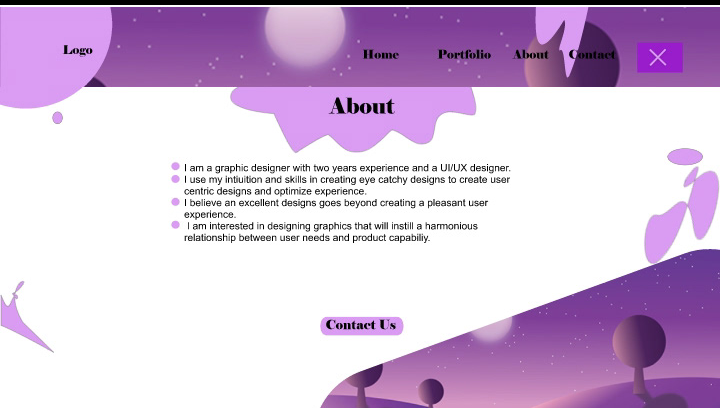 Logo
Home Portfolio About Contact
About
I am a graphic designer with two years experience and a UI/UX designer.
I use my intiuition and skills in creating eye catchy designs to create user
centric designs and optimize experience.
I believe an excellent designs goes beyond creating a pleasant user
experience.
I am interested in designing graphics that will instill a harmonious
relationship between user needs and product capabiliy.
Contact Us